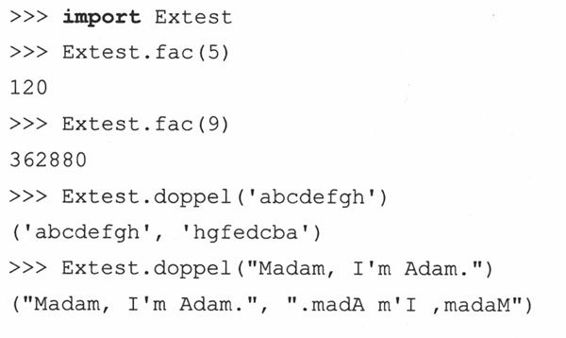 >>> import Extest
>>> Extest.fac(5)
120
>>> Extest.fac(9)
362880
>>> Extest.doppel('abcdefgh')
('abcdefgh', 'hgfedcba')
>>> Extest.doppel("Madam, I'm Adam.")
("Madam, I'm Adam.", ".madA m'I ,madaM")